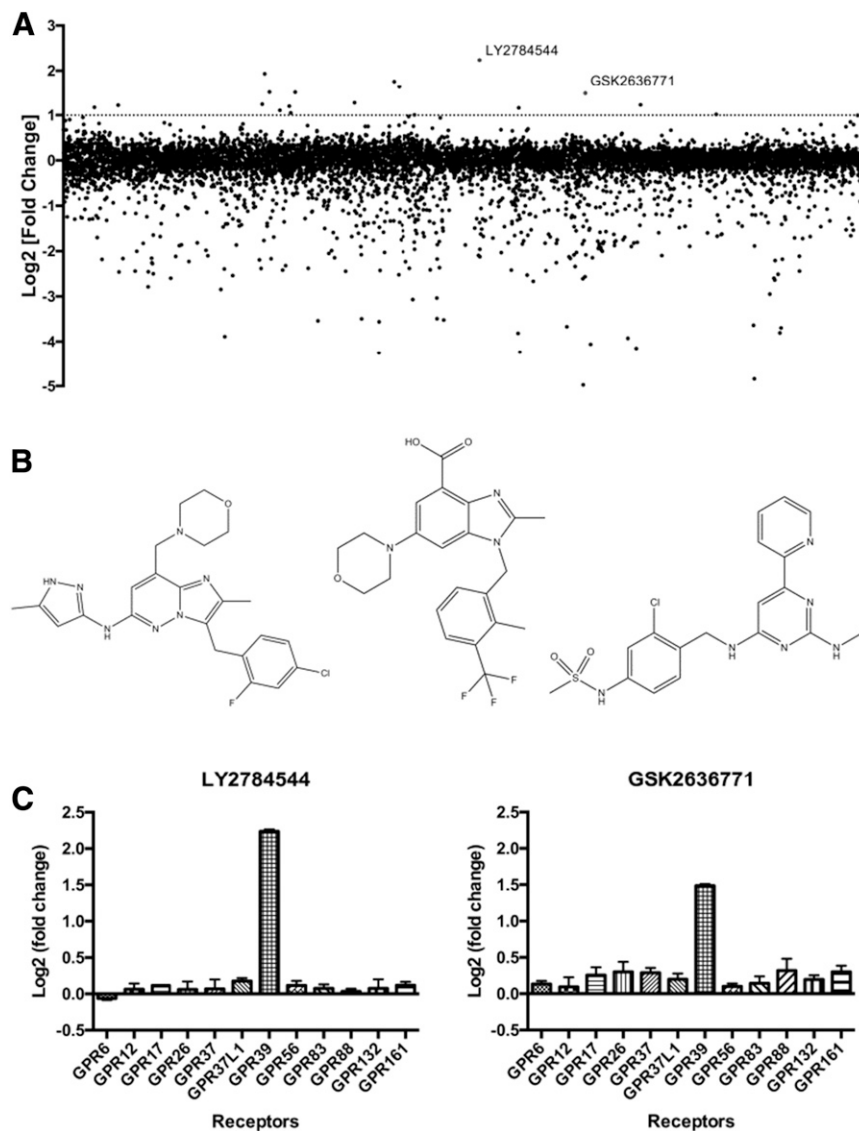 A
Log2 [Fold Change]
3
2
1
0
-1
-2
-3
-4
-5
LY2784544
GSK2636771
B
HN
N
N
O
N
N
N
N
H
F
Cl
HO
O
N
N
N
O
F
F
F
N
N
N
N
H
N
H
Cl
O
O
S
N
H
C
LY2784544
Log2 (fold change)
2.5
2.0
1.5
1.0
0.5
0.0
-0.5
GPR6
GPR12
GPR17
GPR26
GPR37
GPR37L1
GPR39
GPR56
GPR83
GPR88
GPR132
GPR161
Receptors
GSK2636771
Log2 (fold change)
2.5
2.0
1.5
1.0
0.5
0.0
-0.5
GPR6
GPR12
GPR17
GPR26
GPR37
GPR37L1
GPR39
GPR56
GPR83
GPR88
GPR132
GPR161
Receptors